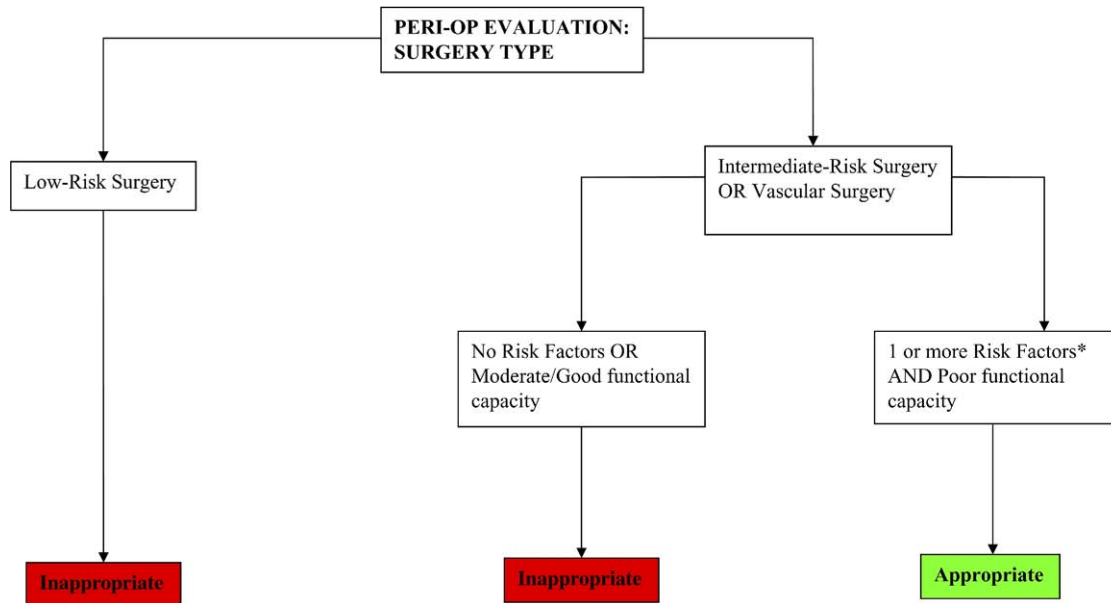 PERI-OP EVALUATION:
SURGERY TYPE
Low-Risk Surgery
Intermediate-Risk Surgery
OR Vascular Surgery
No Risk Factors OR
Moderate/Good functional
capacity
1 or more Risk Factors*
AND Poor functional
capacity
Inappropriate
Inappropriate
Appropriate